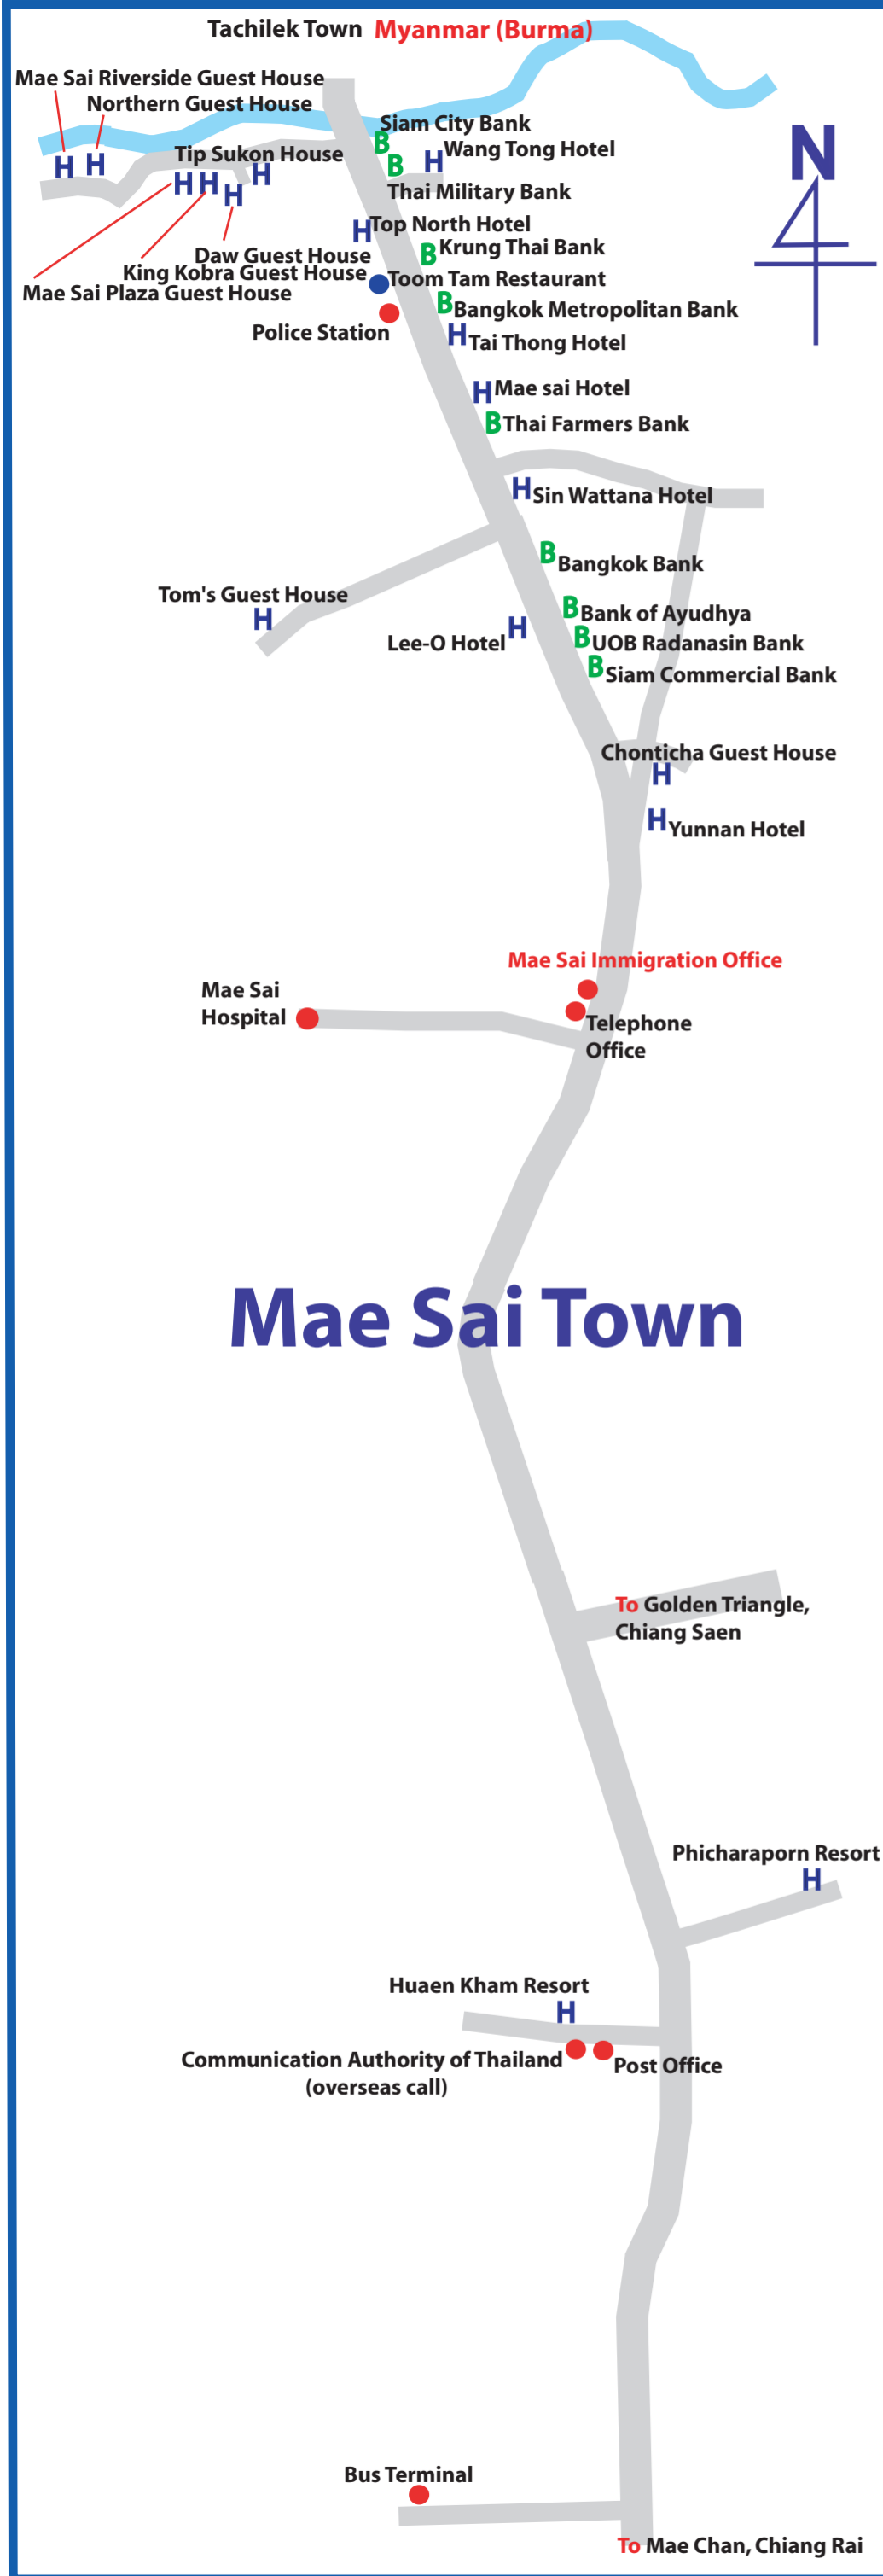 Tachilek Town Myanmar (Burma)
Mae Sai Riverside Guest House
Northern Guest House
Siam City Bank
B
B
H Wang Tong Hotel
N
Tip Sukon House
H H
H H H H
Thai Military Bank
H Top North Hotel
B Krung Thai Bank
Daw Guest House
King Kobra Guest House
Toom Tam Restaurant
Mae Sai Plaza Guest House
B Bangkok Metropolitan Bank
Police Station
H Tai Thong Hotel
H Mae sai Hotel
B Thai Farmers Bank
H Sin Wattana Hotel
B Bangkok Bank
Tom's Guest House
H
B Bank of Ayudhya
Lee-O Hotel H
B UOB Radanasin Bank
B Siam Commercial Bank
Chonticha Guest House
H
H Yunnan Hotel
Mae Sai Immigration Office
Mae Sai
Hospital
Telephone
Office
Mae Sai Town
To Golden Triangle,
Chiang Saen
Phicharaporn Resort
H
Huaen Kham Resort
H
Communication Authority of Thailand
(overseas call)
Post Office
Bus Terminal
To Mae Chan, Chiang Rai